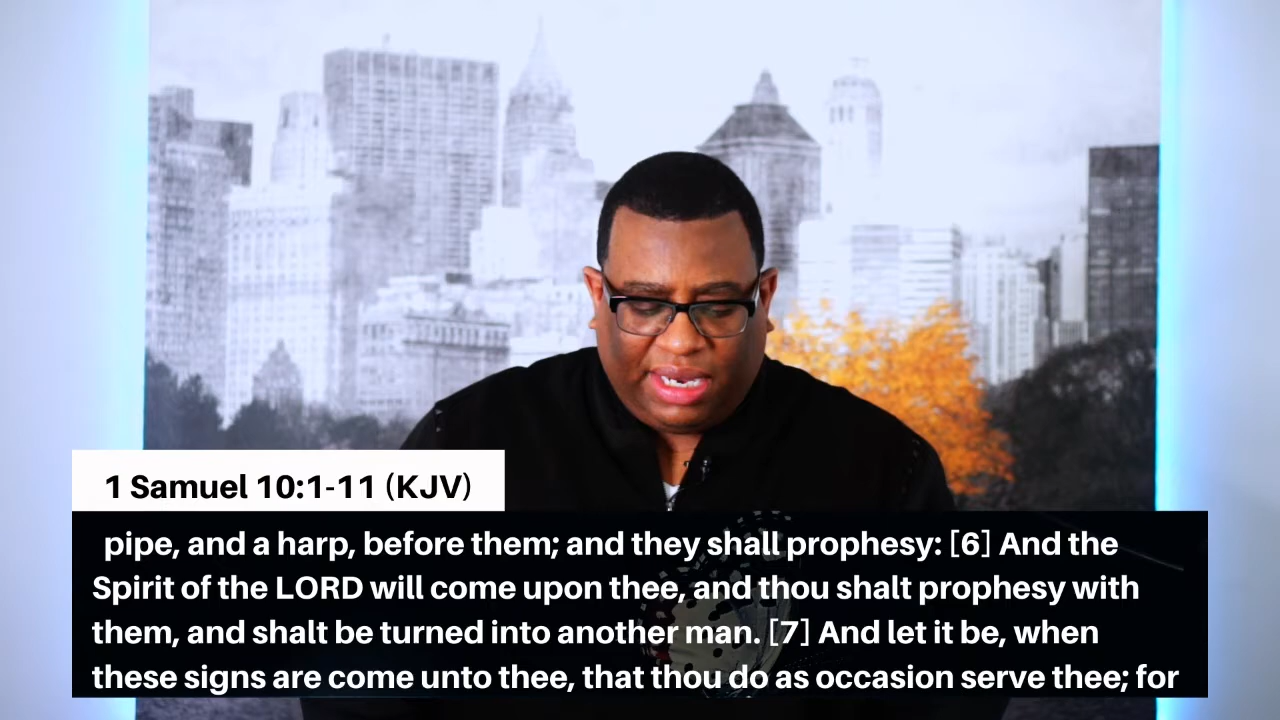 1 Samuel 10:1-11 (KJV)
pipe, and a harp, before them; and they shall prophesy: [6] And the
Spirit of the LORD will come upon thee, and thou shalt prophesy with
them, and shalt be turned into another man. [7] And let it be, when
these signs are come unto thee, that thou do as occasion serve thee; for